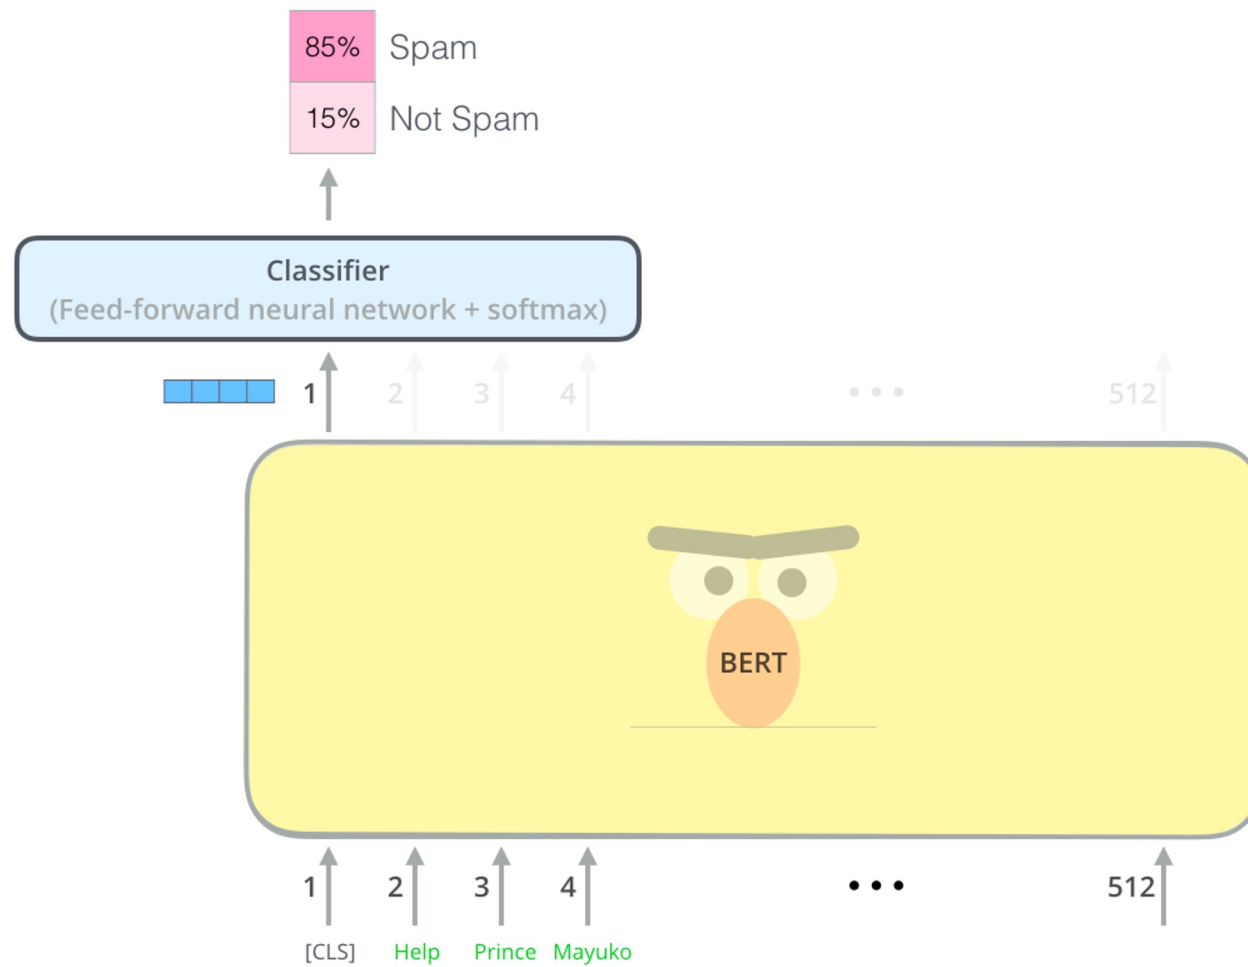 85% Spam
15% Not Spam
Classifier
(Feed-forward neural network + softmax)
1 2 3 4 ••• 512
BERT
1 2 3 4 ••• 512
[CLS] Help Prince Mayuko